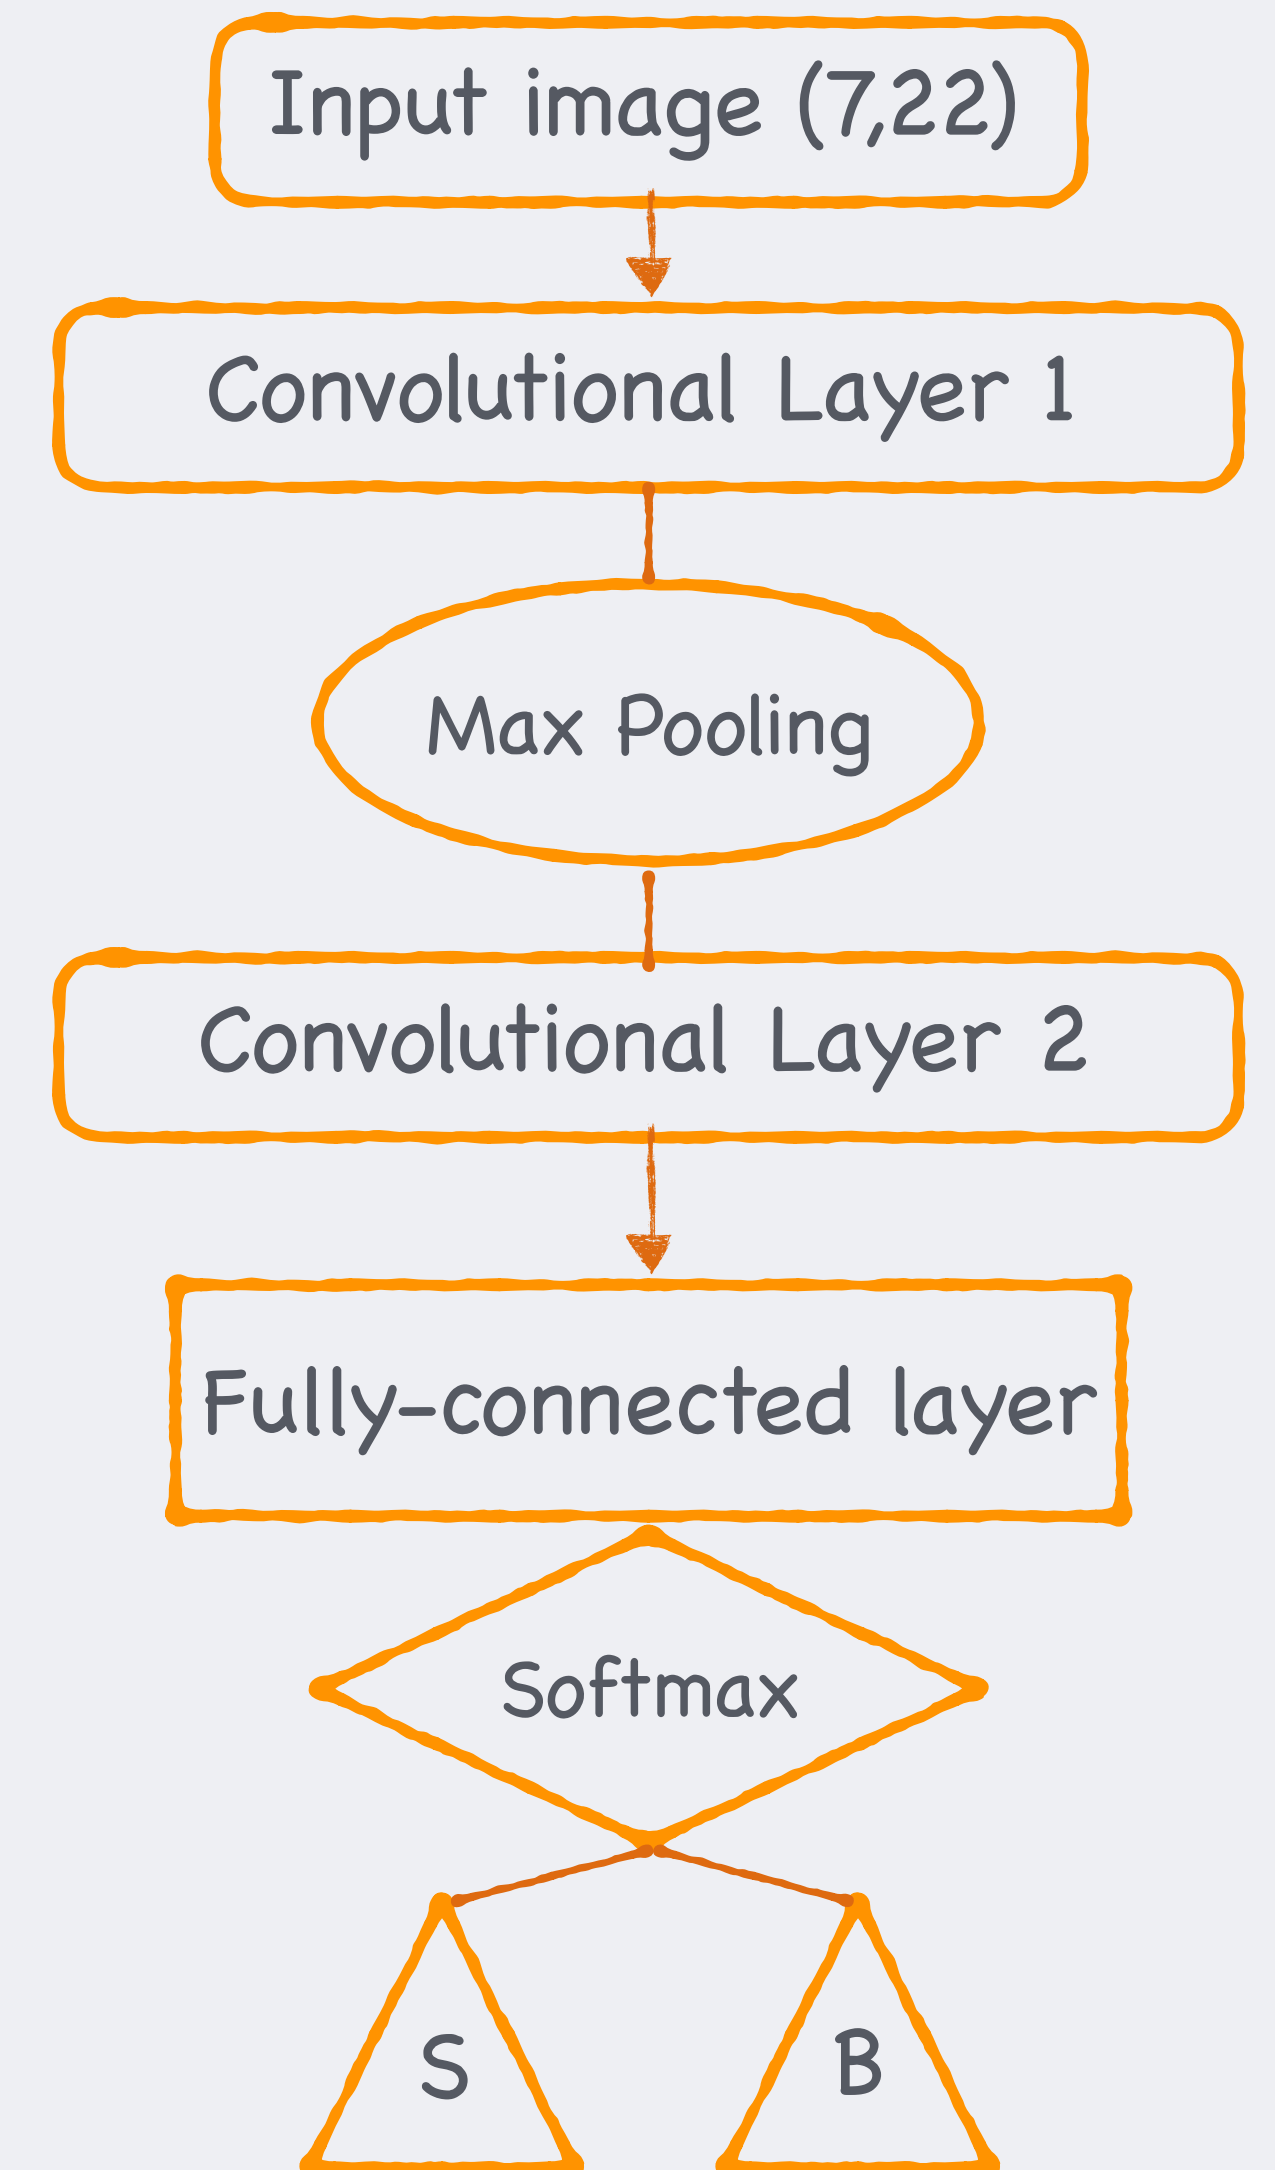 Input image (7,22)
Convolutional Layer 1
Max Pooling
Convolutional Layer 2
Fully-connected layer
Softmax
S
B